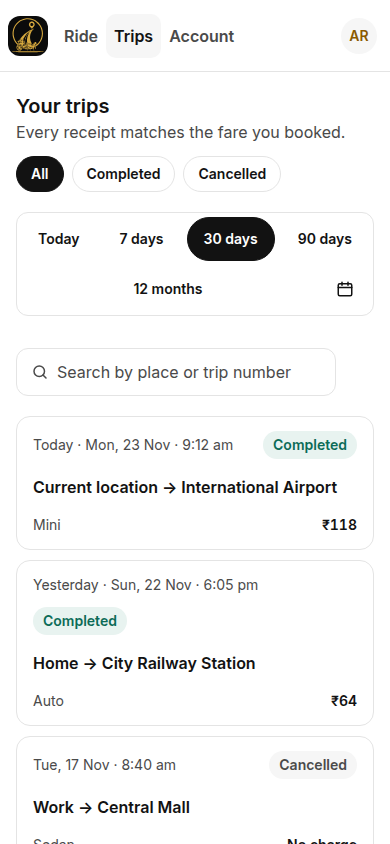 Ride Trips Account AR
Your trips
Every receipt matches the fare you booked.
All Completed Cancelled
Today 7 days 30 days 90 days
12 months
Search by place or trip number
Today · Mon, 23 Nov · 9:12 am Completed
Current location → International Airport
Mini ₹118
Yesterday · Sun, 22 Nov · 6:05 pm
Completed
Home → City Railway Station
Auto ₹64
Tue, 17 Nov · 8:40 am Cancelled
Work → Central Mall
Sedan No charge